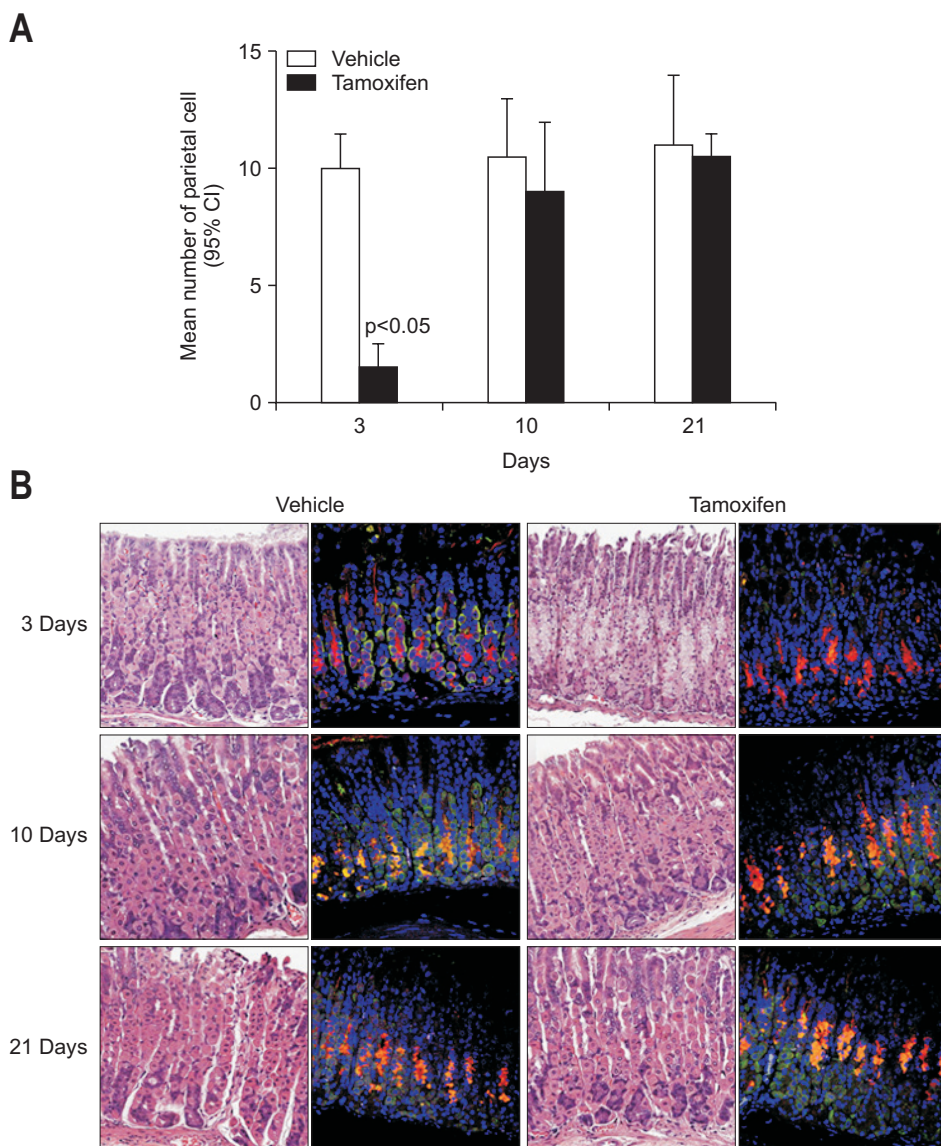 A
15
Vehicle
Tamoxifen
10
5
0
Mean number of parietal cell
(95% CI)
p<0.05
3
10
21
Days
B
Vehicle
Tamoxifen
3 Days
10 Days
21 Days